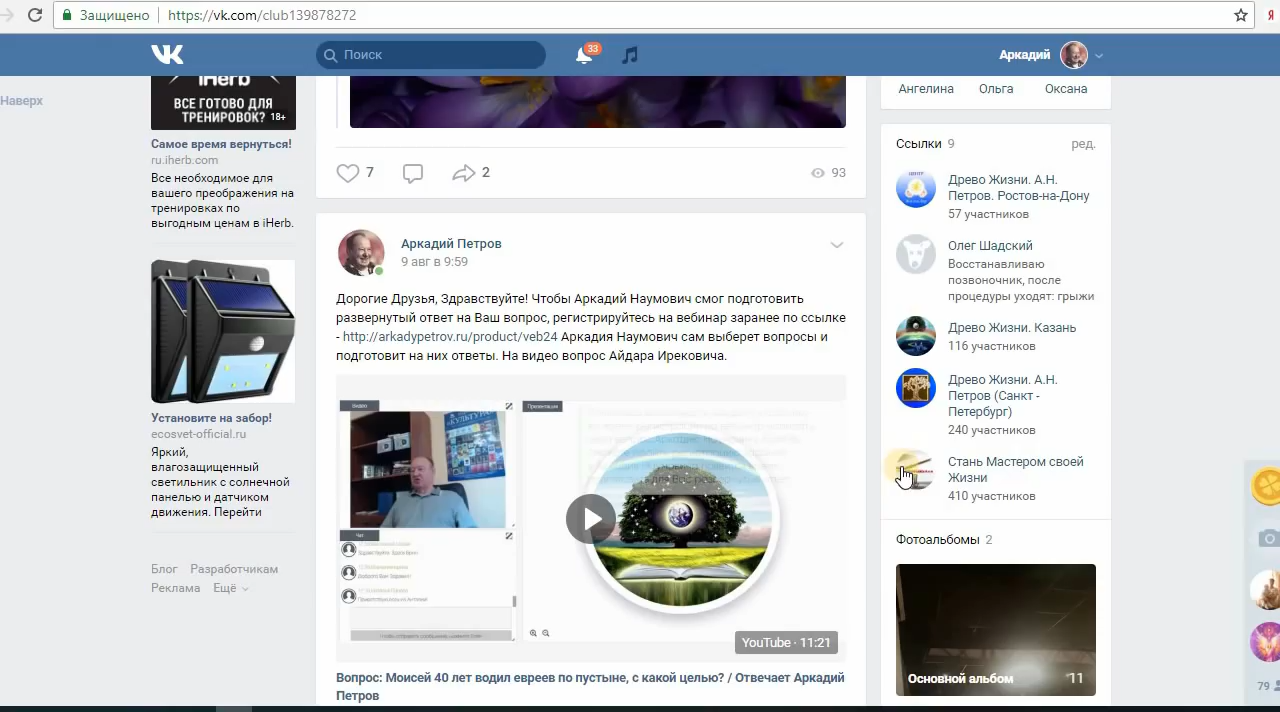 Защищено
https://vk.com/club139878272
Я
Поиск
33
Аркадий
Наверх
iHerb
ВСЕ ГОТОВО ДЛЯ
ТРЕНИРОВОК? 18+
Самое время вернуться!
ru.iherb.com
Все необходимое для
вашего преображения на
тренировках по
выгодным ценам в iHerb.
Установите на забор!
ecosvet-official.ru
Яркий,
влагозащищенный
светильник с солнечной
панелью и датчиком
движения. Перейти
Блог Разработчикам
Реклама Ещё
7
2
93
Аркадий Петров
9 авг в 9:59
Дорогие Друзья, Здравствуйте! Чтобы Аркадий Наумович смог подготовить
развернутый ответ на Ваш вопрос, регистрируйтесь на вебинар заранее по ссылке
- http://arkadypetrov.ru/product/veb24 Аркадия Наумович сам выберет вопросы и
подготовит на них ответы. На видео вопрос Айдара Ирековича.
Видео
Презентация
Чат
YouTube · 11:21
Вопрос: Моисей 40 лет водил евреев по пустыне, с какой целью? / Отвечает Аркадий
Петров
Ангелина Ольга Оксана
Ссылки 9 ред.
Древо Жизни. А.Н.
Петров. Ростов-на-Дону
57 участников
Олег Шадский
Восстанавливаю
позвоночник, после
процедуры уходят: грыжи
Древо Жизни. Казань
116 участников
Древо Жизни. А.Н.
Петров (Санкт -
Петербург)
240 участников
Стань Мастером своей
Жизни
410 участников
Фотоальбомы 2
Основной альбом 11
79